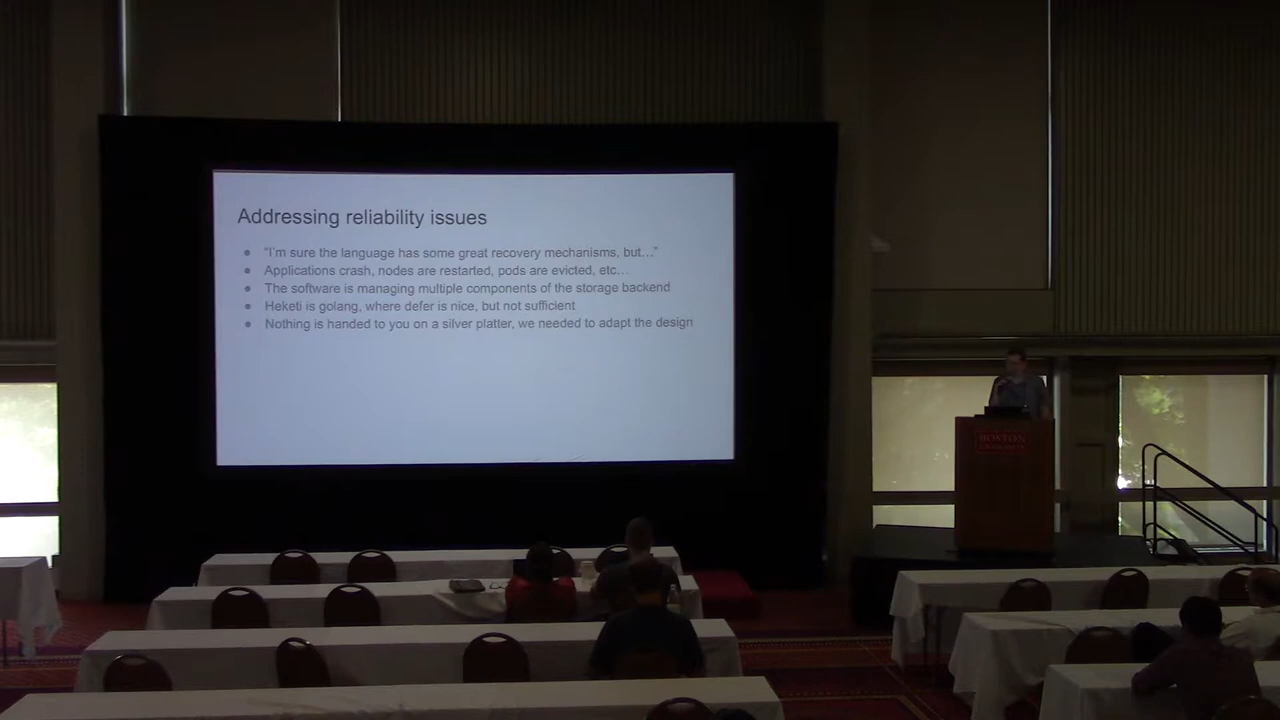 Addressing reliability issues
● "I'm sure the language has some great recovery mechanisms, but…"
● Applications crash, nodes are restarted, pods are evicted, etc…
● The software is managing multiple components of the storage backend
● Heketi is golang, where defer is nice, but not sufficient
● Nothing is handed to you on a silver platter, we needed to adapt the design
BOSTON